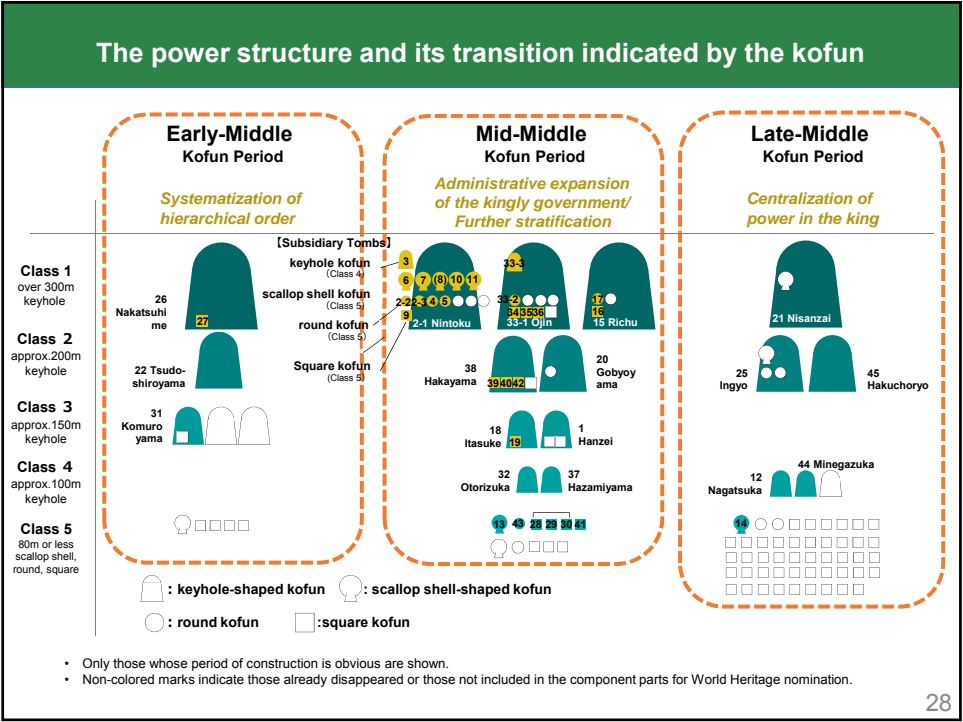 The power structure and its transition indicated by the kofun
Early-Middle
Kofun Period
Systematization of
hierarchical order
Mid-Middle
Kofun Period
Administrative expansion
of the kingly government/
Further stratification
Late-Middle
Kofun Period
Centralization of
power in the king
Class 1
over 300m
keyhole
26
Nakatsuhi
me
27
【Subsidiary Tombs】
keyhole kofun
(Class 4)
scallop shell kofun
(Class 5)
round kofun
(Class 5)
Square kofun
(Class 5)
3
6 7 (8) 10 11
2-2 2-3 4 5
9
2-1 Nintoku
33-3
33-2
34 35 36
33-1 Ojin
17
16
15 Richu
21 Nisanzai
Class 2
approx.200m
keyhole
22 Tsudo-
shiroyama
38
Hakayama
39 40 42
20
Gobyoy
ama
25
Ingyo
45
Hakuchoryo
Class 3
approx.150m
keyhole
31
Komuro
yama
18
Itasuke
19
1
Hanzei
Class 4
approx.100m
keyhole
32
Otorizuka
37
Hazamiyama
12
Nagatsuka
44 Minegazuka
Class 5
80m or less
scallop shell,
round, square
13 43 28 29 30 41
14
: keyhole-shaped kofun
: scallop shell-shaped kofun
: round kofun
:square kofun
• Only those whose period of construction is obvious are shown.
• Non-colored marks indicate those already disappeared or those not included in the component parts for World Heritage nomination.
28